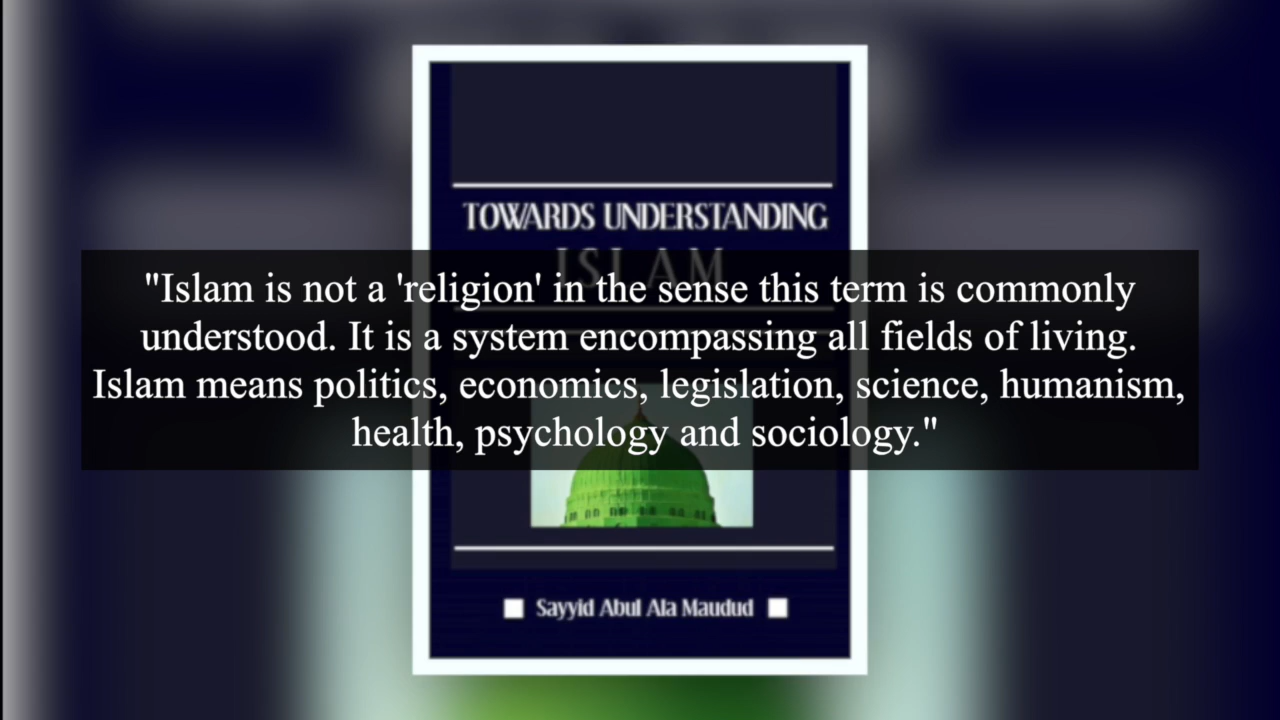 TOWARDS UNDERSTANDING
ISLAM
"Islam is not a 'religion' in the sense this term is commonly
understood. It is a system encompassing all fields of living.
Islam means politics, economics, legislation, science, humanism,
health, psychology and sociology."
Sayyid Abul Ala Maudud